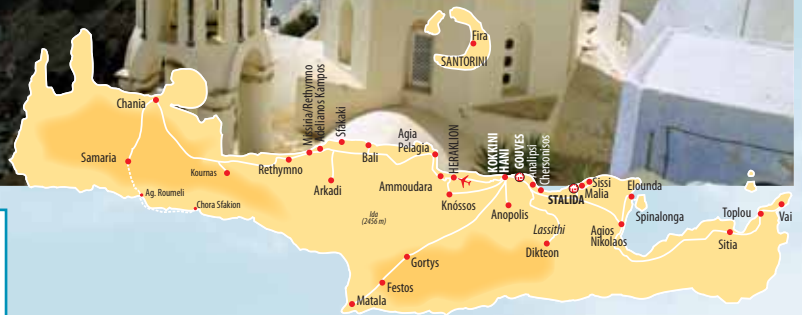 Fira
SANTORINI
Chania
Samaria
Kournas
Ag. Roumeli
Chora Sfakion
Rethymno
Missiria/Rethymno
Adelianos Kampos
Sfakaki
Bali
Arkadi
Agia
Pelagia
HERAKLION
Ammoudara
Knóssos
KOKKINI
HANI
GOUVES
Analipsi
Chersonisos
Anopolis
STALIDA
Sissi
Malia
Elounda
Spinalonga
Agios
Nikolaos
Lassithi
Dikteon
Toplou
Vai
Sitia
Ida
(2456 m)
Gortys
Festos
Matala